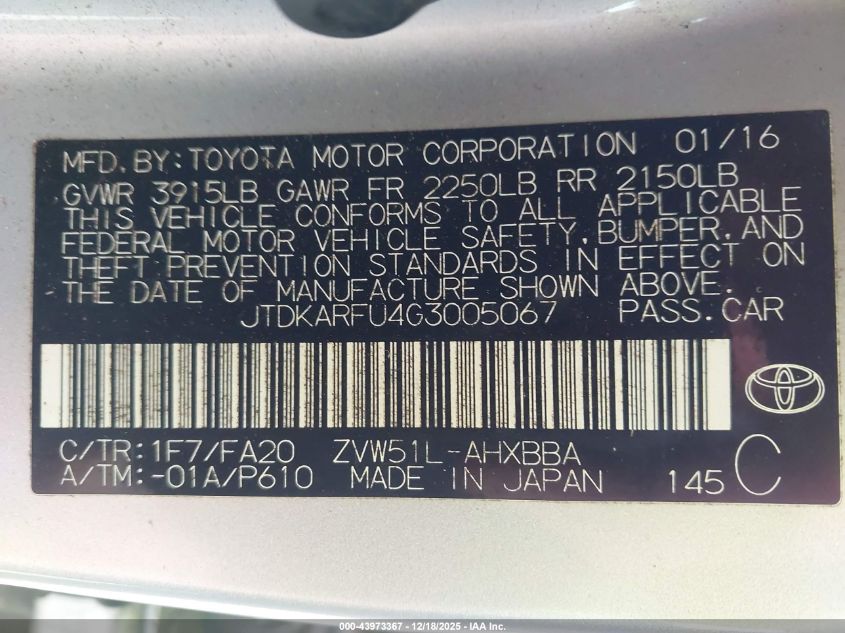 MFD.BY:TOYOTA MOTOR CORPORATION 01/16
GVWR 3915LB GAWR FR 2250LB RR 2150LB
THIS VEHICLE CONFORMS TO ALL APPLICABLE
FEDERAL MOTOR VEHICLE SAFETY,BUMPER,AND
THEFT PREVENTION STANDARDS IN EFFECT ON
THE DATE OF MANUFACTURE SHOWN ABOVE.
JTDKARFU4G3005067 PASS.CAR
C/TR:1F7/FA20 ZVW51L-AHXBBA
A/TM:-01A/P610 MADE IN JAPAN 145 C
000-43973367 - 12/18/2025 - IAA Inc.